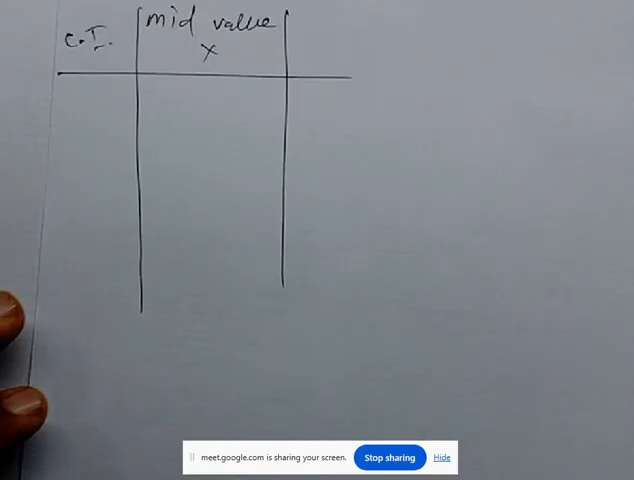 C.I. mid value
x
meet.google.com is sharing your screen. Stop sharing Hide